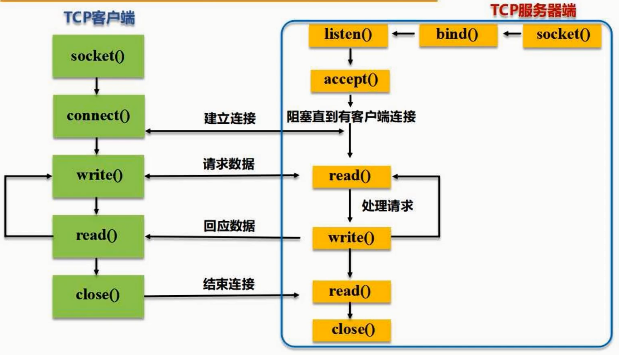 TCP客户端
TCP服务器端
socket()
connect()
write()
read()
close()
建立连接
请求数据
回应数据
结束连接
listen()
bind()
socket()
accept()
阻塞直到有客户端连接
read()
处理请求
write()
read()
close()